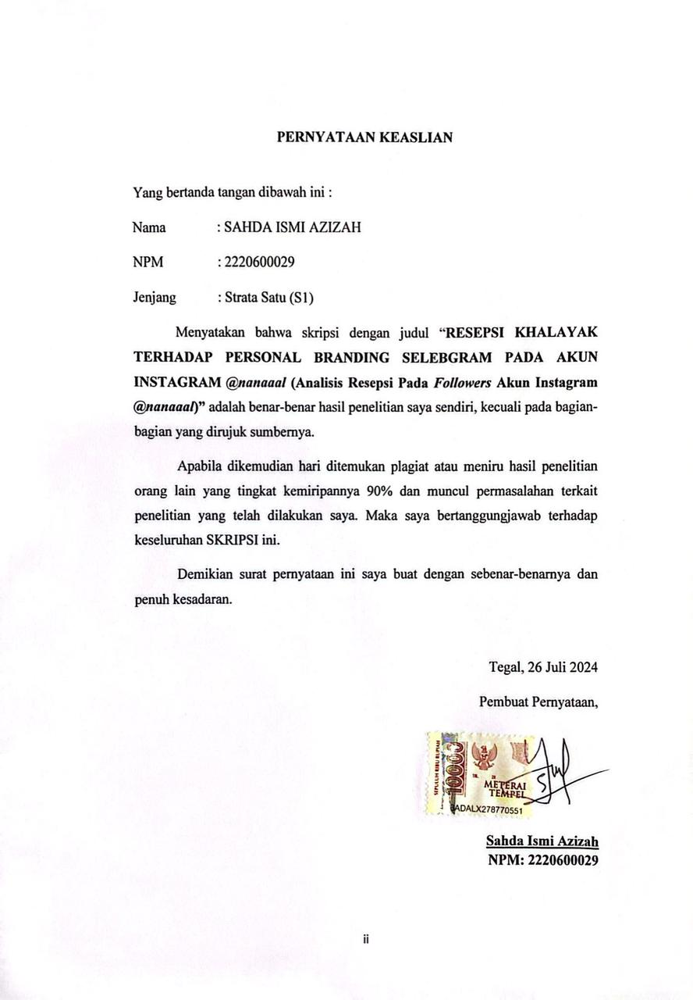 PERNYATAAN KEASLIAN
Yang bertanda tangan dibawah ini :
Nama : SAHDA ISMI AZIZAH
NPM : 2220600029
Jenjang : Strata Satu (S1)
Menyatakan bahwa skripsi dengan judul “RESEPSI KHALAYAK
TERHADAP PERSONAL BRANDING SELEBGRAM PADA AKUN
INSTAGRAM @nanaaal (Analisis Resepsi Pada Followers Akun Instagram
@nanaaal)” adalah benar-benar hasil penelitian saya sendiri, kecuali pada bagian-
bagian yang dirujuk sumbernya.
Apabila dikemudian hari ditemukan plagiat atau meniru hasil penelitian
orang lain yang tingkat kemiripannya 90% dan muncul permasalahan terkait
penelitian yang telah dilakukan saya. Maka saya bertanggungjawab terhadap
keseluruhan SKRIPSI ini.
Demikian surat pernyataan ini saya buat dengan sebenar-benarnya dan
penuh kesadaran.
Tegal, 26 Juli 2024
Pembuat Pernyataan,
SEPULUH RIBU RUPIAH
10000
METERAI
TEMPEL
ADALX278770551
Sahda Ismi Azizah
NPM: 2220600029
ii